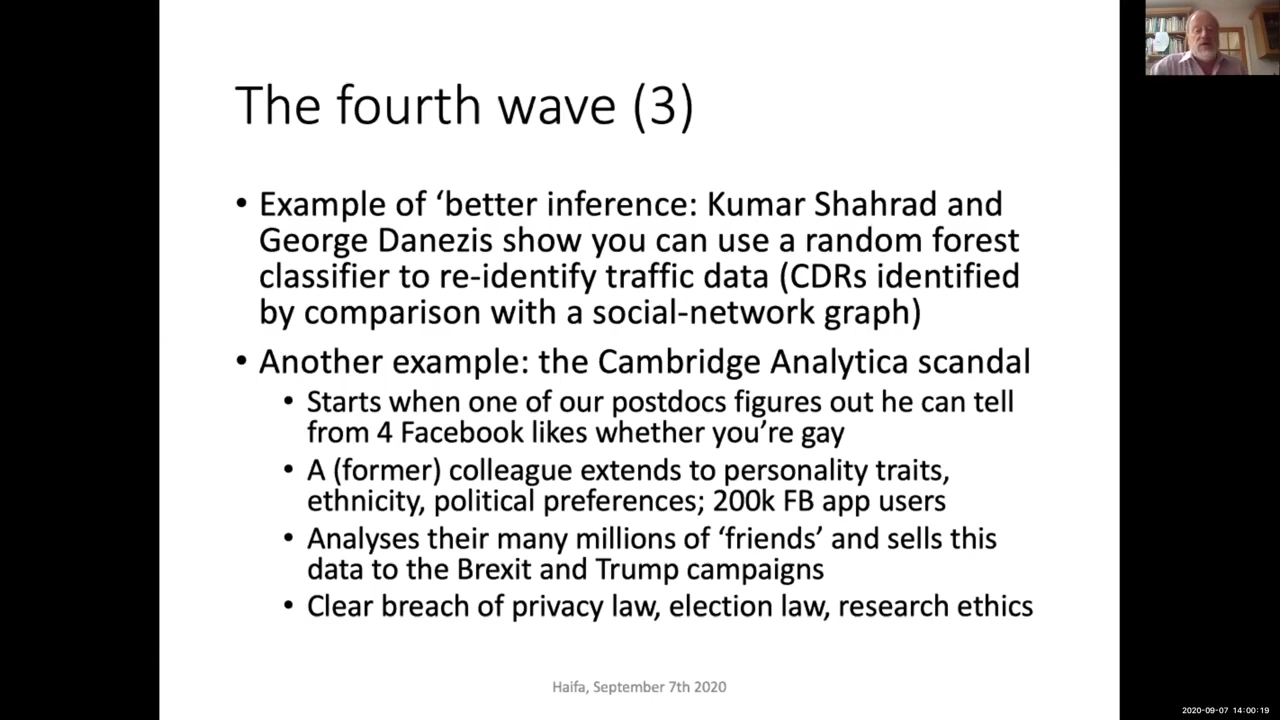 The fourth wave (3)
• Example of ‘better inference: Kumar Shahrad and
George Danezis show you can use a random forest
classifier to re-identify traffic data (CDRs identified
by comparison with a social-network graph)
• Another example: the Cambridge Analytica scandal
• Starts when one of our postdocs figures out he can tell
from 4 Facebook likes whether you’re gay
• A (former) colleague extends to personality traits,
ethnicity, political preferences; 200k FB app users
• Analyses their many millions of ‘friends’ and sells this
data to the Brexit and Trump campaigns
• Clear breach of privacy law, election law, research ethics
Haifa, September 7th 2020
2020-09-07 14:00:19